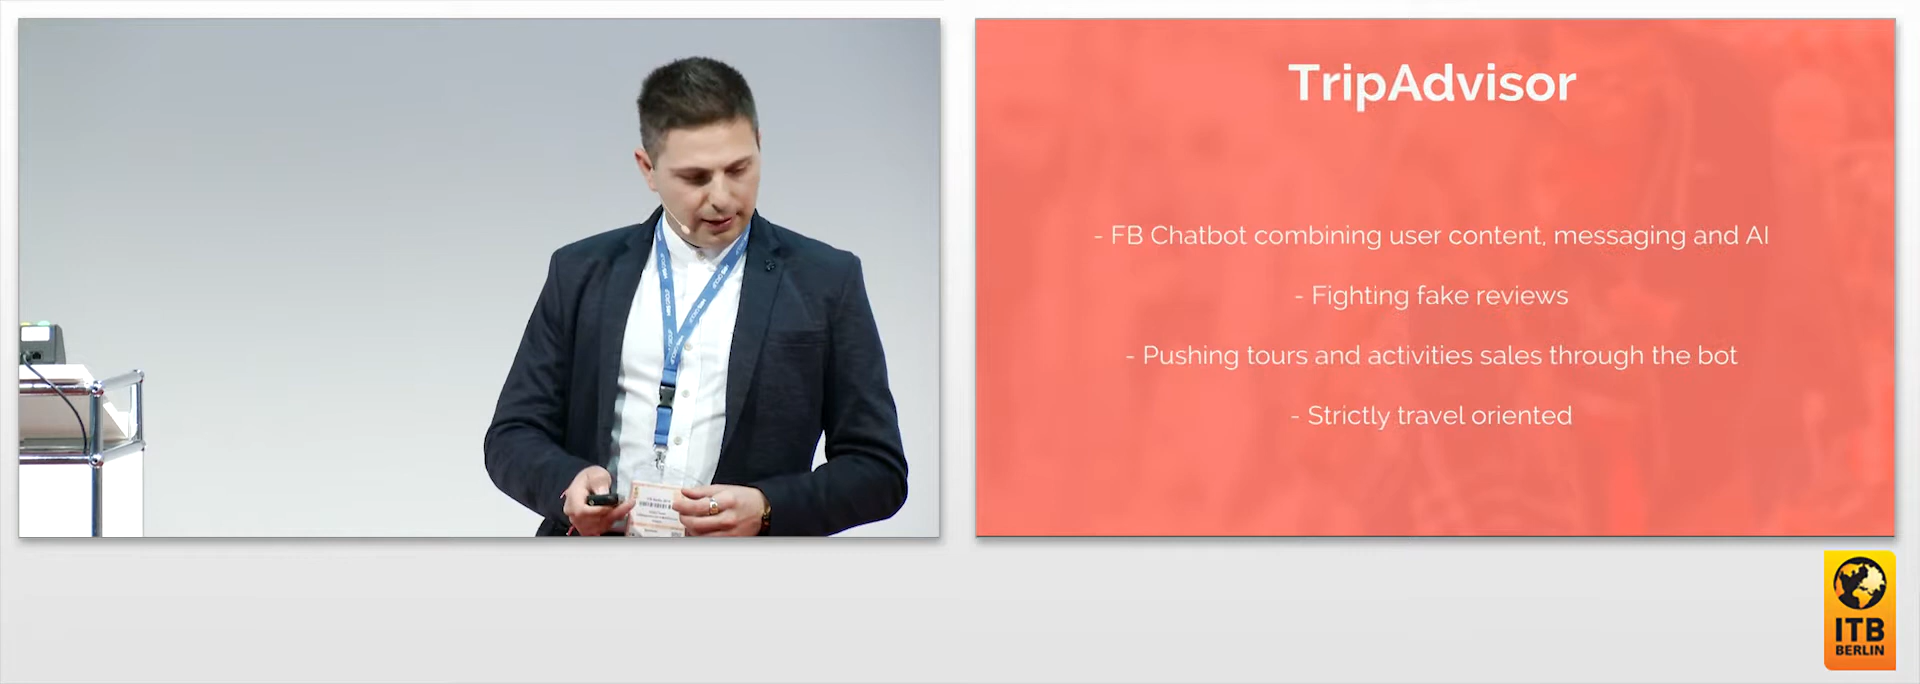 TripAdvisor
- FB Chatbot combining user content, messaging and AI
- Fighting fake reviews
- Pushing tours and activities sales through the bot
- Strictly travel oriented
ITB
BERLIN